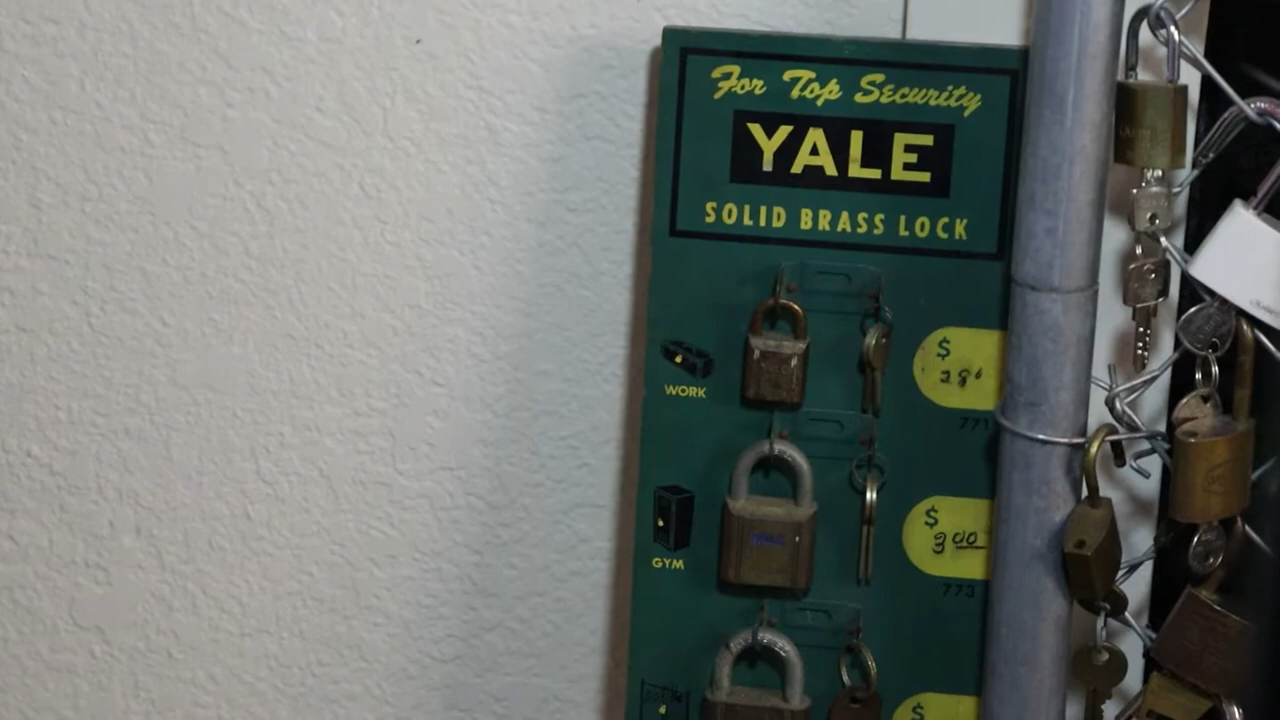 For Top Security
YALE
SOLID BRASS LOCK
WORK
$
771
GYM
$
3 00
773
$